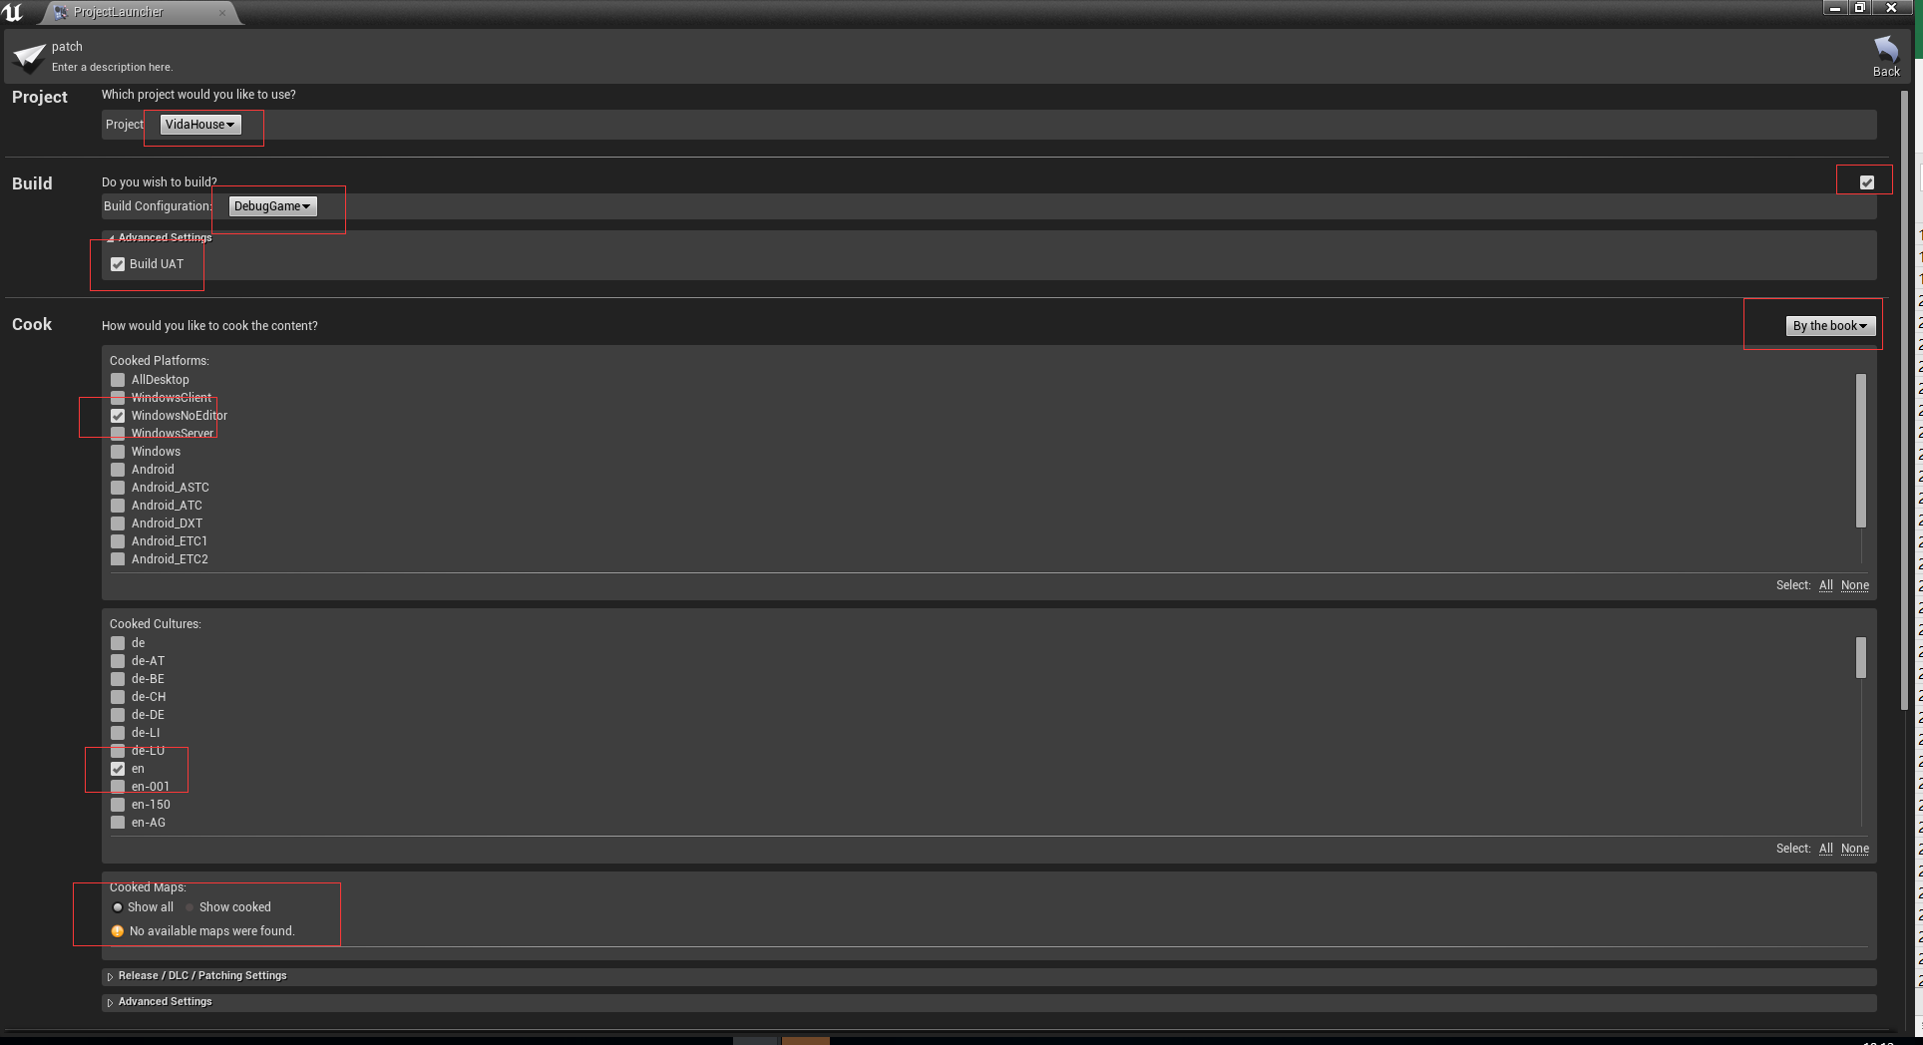 ProjectLauncher
patch
Enter a description here.
Back
Project
Which project would you like to use?
Project
VidaHouse
Build
Do you wish to build?
Build Configuration:
DebugGame
Advanced Settings
Build UAT
Cook
How would you like to cook the content?
By the book
Cooked Platforms:
AllDesktop
WindowsClient
WindowsNoEditor
WindowsServer
Windows
Android
Android_ASTC
Android_ATC
Android_DXT
Android_ETC1
Android_ETC2
Select: All None
Cooked Cultures:
de
de-AT
de-BE
de-CH
de-DE
de-LI
de-LU
en
en-001
en-150
en-AG
Select: All None
Cooked Maps:
Show all Show cooked
No available maps were found.
Release / DLC / Patching Settings
Advanced Settings